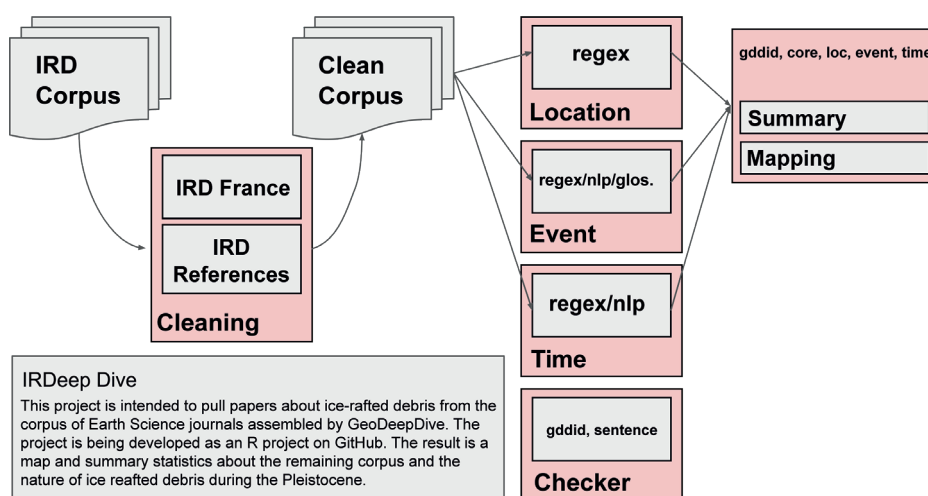 IRD
Corpus
Clean
Corpus
IRD France
IRD
References
Cleaning
regex
Location
regex/nlp/glos.
Event
regex/nlp
Time
gddid, sentence
Checker
gddid, core, loc, event, time
Summary
Mapping
IRDeep Dive
This project is intended to pull papers about ice-rafted debris from the
corpus of Earth Science journals assembled by GeoDeepDive. The
project is being developed as an R project on GitHub. The result is a
map and summary statistics about the remaining corpus and the
nature of ice reafted debris during the Pleistocene.